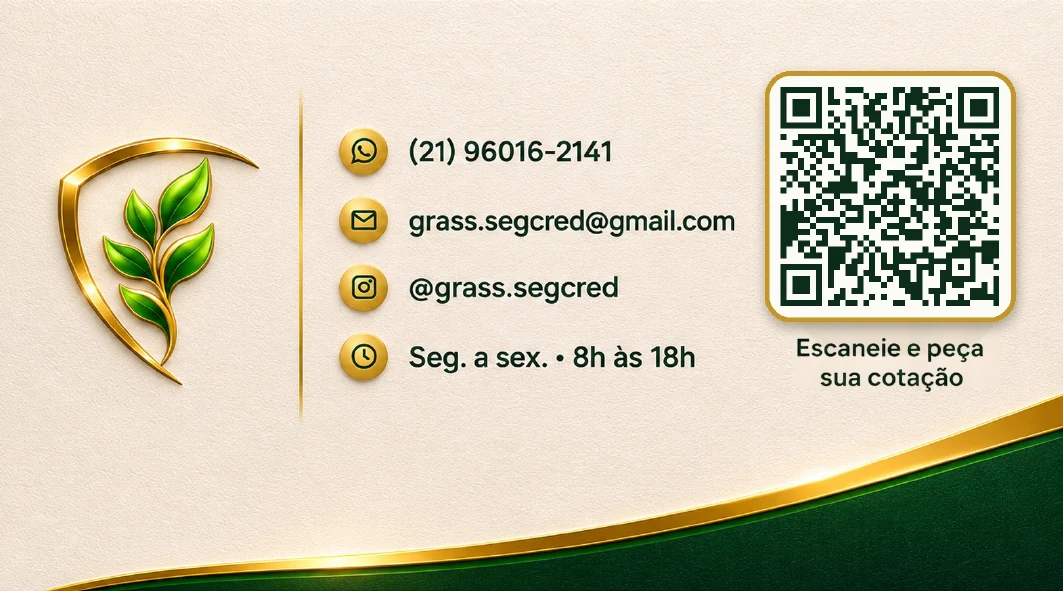 (21) 96016-2141
grass.segcred@gmail.com
@grass.segcred
Seg. a sex. • 8h às 18h
Escaneie e peça
sua cotação